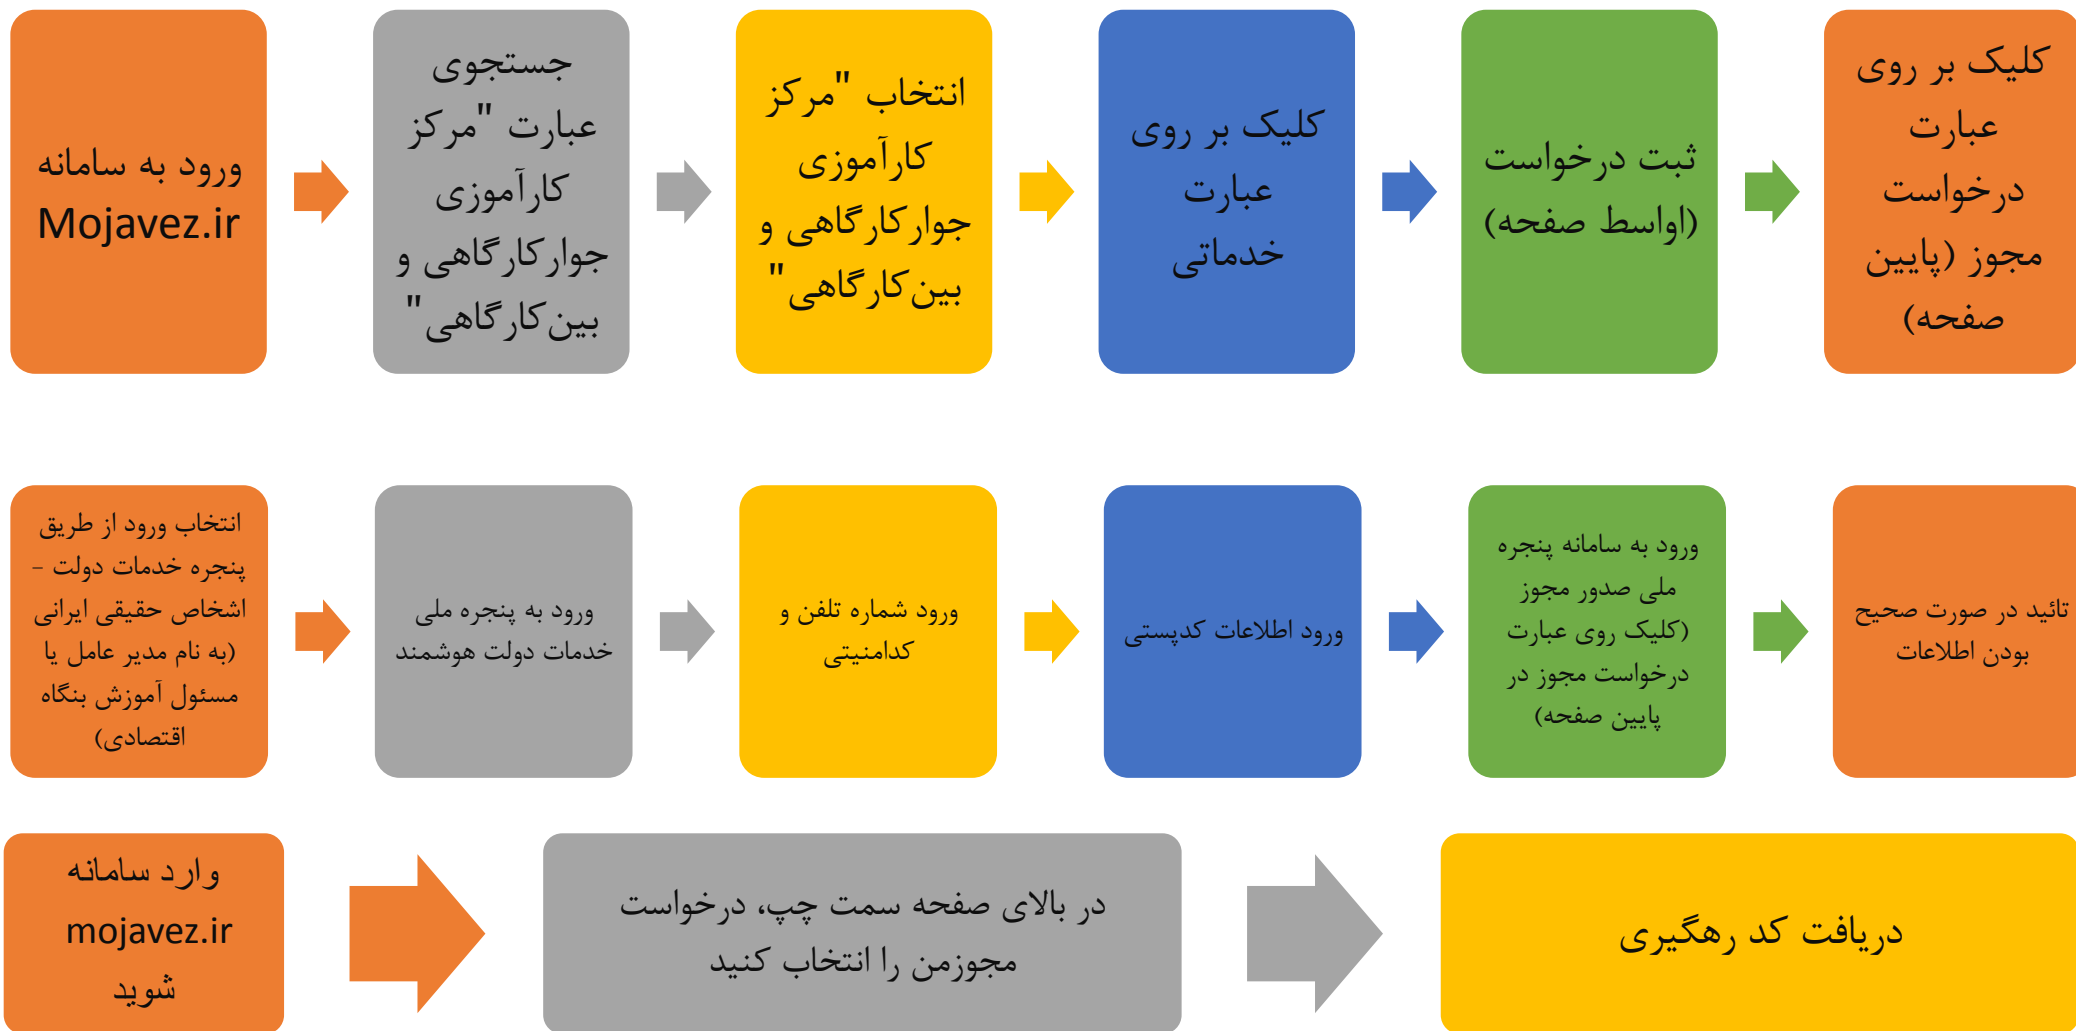 ورود به سامانه
Mojavez.ir
جستجوی
عبارت "مرکز
کارآموزی
جوارکارگاهی و
بین‌کارگاهی"
انتخاب "مرکز
کارآموزی
جوارکارگاهی و
بین‌کارگاهی"
کلیک بر روی
عبارت
خدماتی
ثبت درخواست
(اواسط صفحه)
کلیک بر روی
عبارت
درخواست
مجوز (پایین
صفحه)
انتخاب ورود از طریق
پنجره خدمات دولت –
اشخاص حقیقی ایرانی
(به نام مدیر عامل یا
مسئول آموزش بنگاه
اقتصادی)
ورود به پنجره ملی
خدمات دولت هوشمند
ورود شماره تلفن و
کدامنیتی
ورود اطلاعات کدپستی
ورود به سامانه پنجره
ملی صدور مجوز
(کلیک روی عبارت
درخواست مجوز در
پایین صفحه)
تائید در صورت صحیح
بودن اطلاعات
وارد سامانه
mojavez.ir
شوید
در بالای صفحه سمت چپ، درخواست
مجوزمن را انتخاب کنید
دریافت کد رهگیری